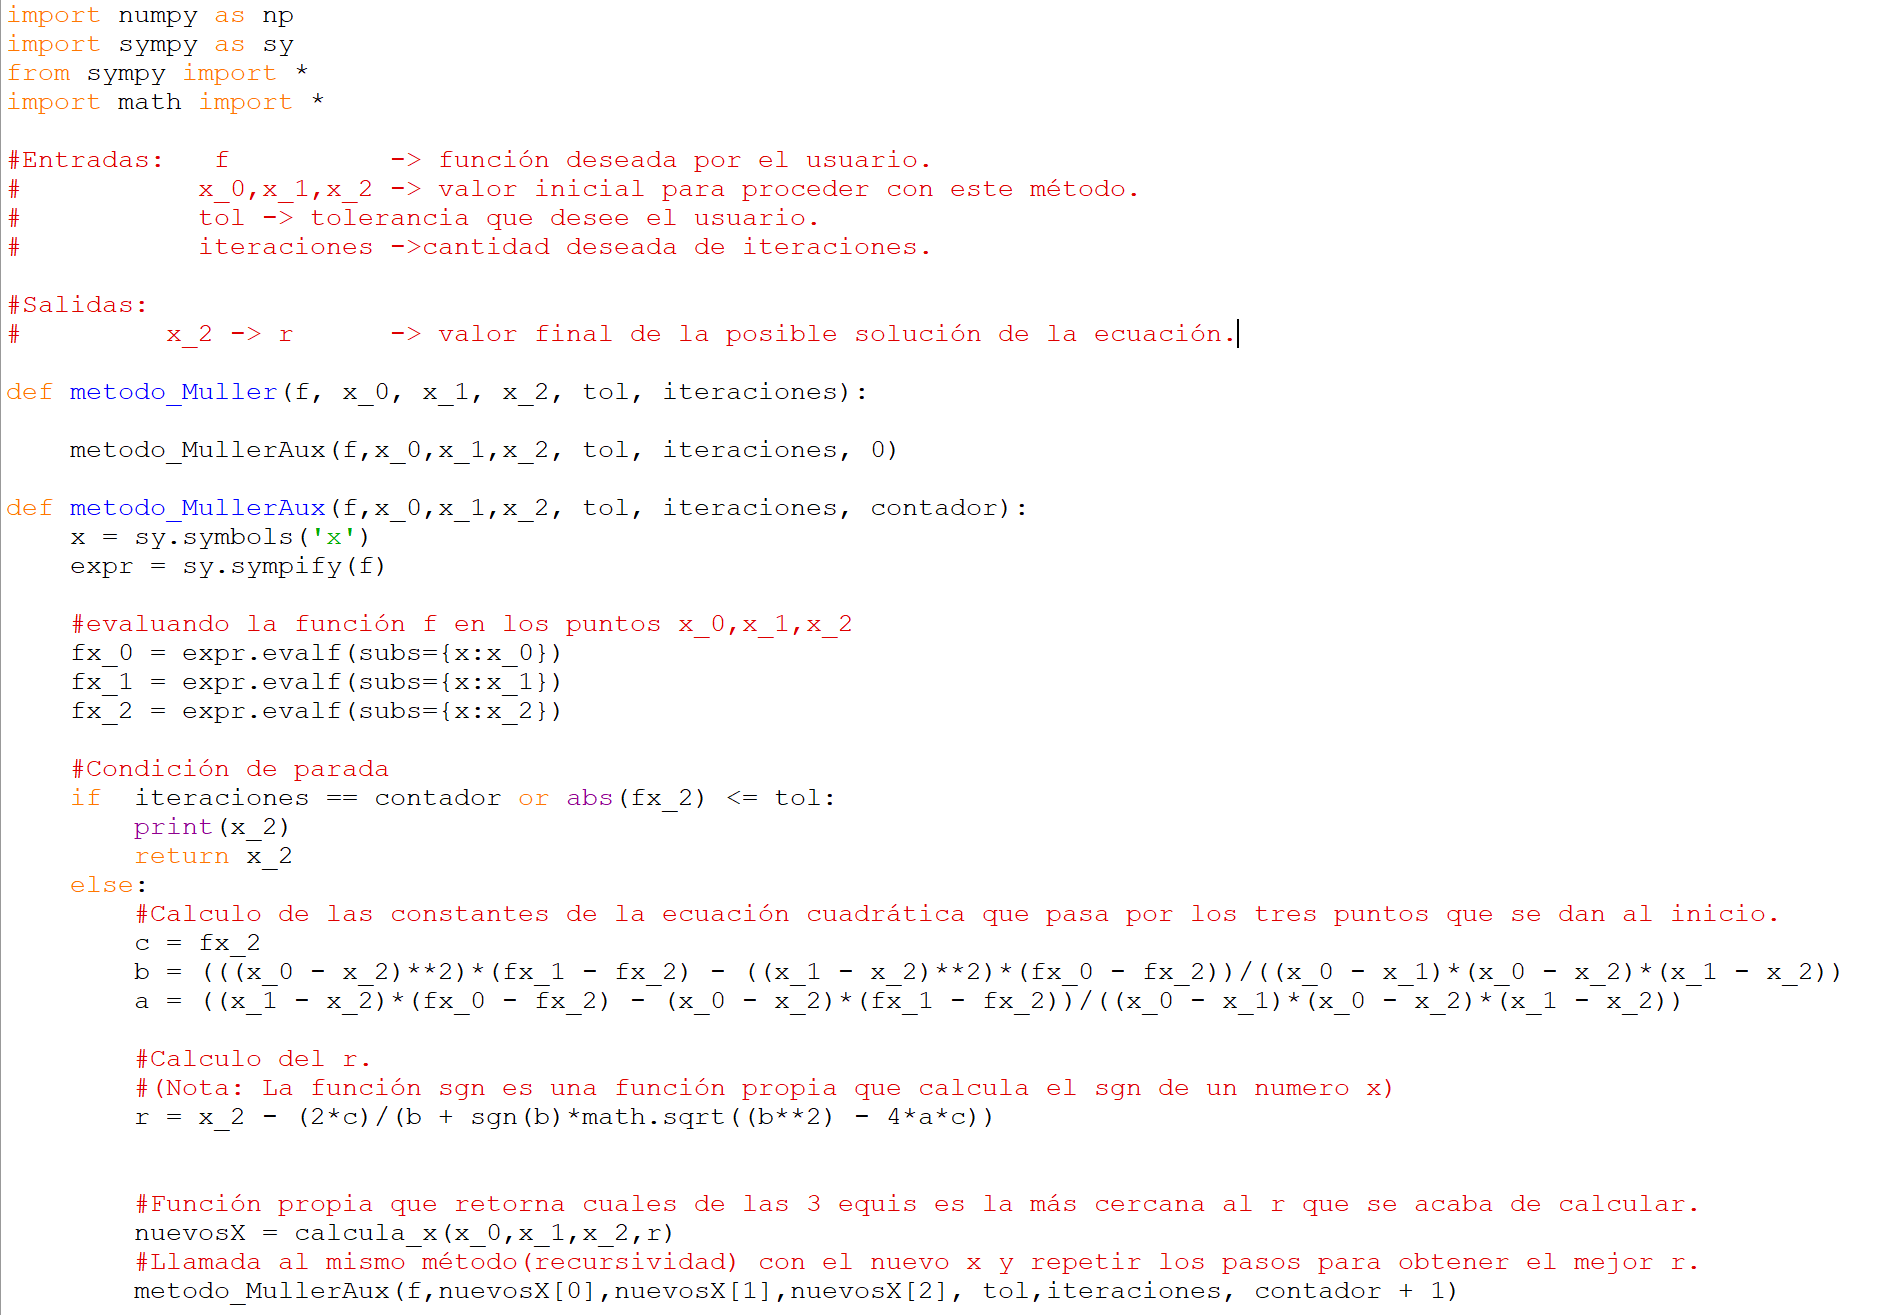 import numpy as np
import sympy as sy
from sympy import *
import math import *
#Entradas:   f          -> función deseada por el usuario.
#           x_0,x_1,x_2 -> valor inicial para proceder con este método.
#           tol -> tolerancia que desee el usuario.
#           iteraciones ->cantidad deseada de iteraciones.
#Salidas:
#         x_2 -> r      -> valor final de la posible solución de la ecuación.
def metodo_Muller(f, x_0, x_1, x_2, tol, iteraciones):
    metodo_MullerAux(f,x_0,x_1,x_2, tol, iteraciones, 0)
def metodo_MullerAux(f,x_0,x_1,x_2, tol, iteraciones, contador):
    x = sy.symbols('x')
    expr = sy.sympify(f)
    #evaluando la función f en los puntos x_0,x_1,x_2
    fx_0 = expr.evalf(subs={x:x_0})
    fx_1 = expr.evalf(subs={x:x_1})
    fx_2 = expr.evalf(subs={x:x_2})
    #Condición de parada
    if  iteraciones == contador or abs(fx_2) <= tol:
        print(x_2)
        return x_2
    else:
        #Calculo de las constantes de la ecuación cuadrática que pasa por los tres puntos que se dan al inicio.
        c = fx_2
        b = (((x_0 - x_2)**2)*(fx_1 - fx_2) - ((x_1 - x_2)**2)*(fx_0 - fx_2))/((x_0 - x_1)*(x_0 - x_2)*(x_1 - x_2))
        a = ((x_1 - x_2)*(fx_0 - fx_2) - (x_0 - x_2)*(fx_1 - fx_2))/((x_0 - x_1)*(x_0 - x_2)*(x_1 - x_2))
        #Calculo del r.
        #(Nota: La función sgn es una función propia que calcula el sgn de un numero x)
        r = x_2 - (2*c)/(b + sgn(b)*math.sqrt((b**2) - 4*a*c))
        #Función propia que retorna cuales de las 3 equis es la más cercana al r que se acaba de calcular.
        nuevosX = calcula_x(x_0,x_1,x_2,r)
        #Llamada al mismo método(recursividad) con el nuevo x y repetir los pasos para obtener el mejor r.
        metodo_MullerAux(f,nuevosX[0],nuevosX[1],nuevosX[2], tol,iteraciones, contador + 1)